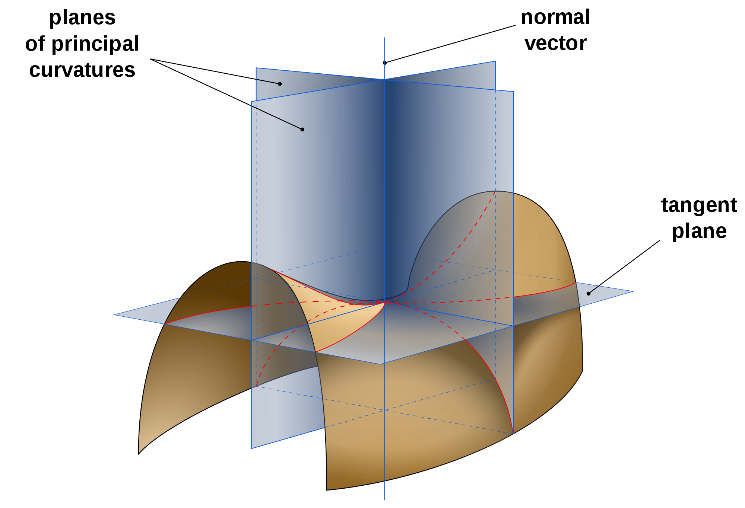 planes
of principal
curvatures
normal
vector
tangent
plane